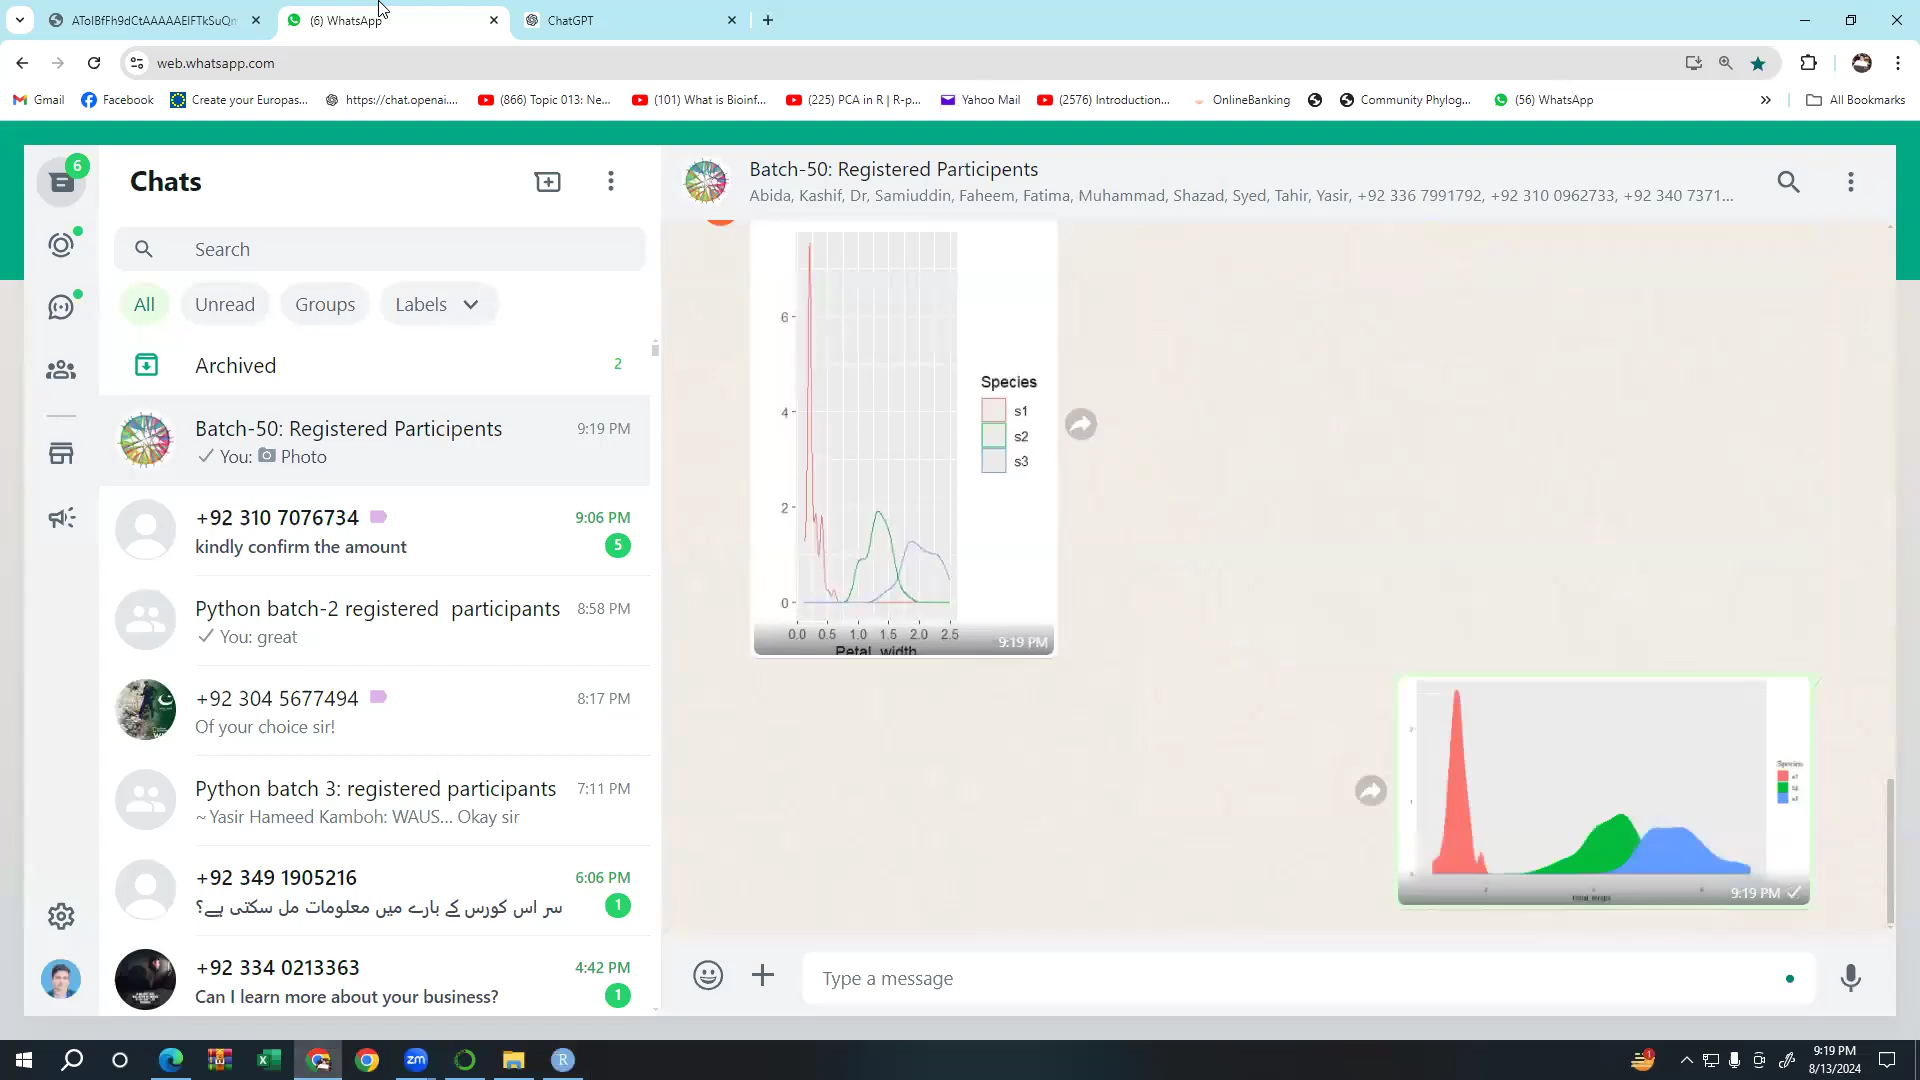 AToIBfFh9dCtAAAAAEIFTkSuQm
(6) WhatsApp
ChatGPT
web.whatsapp.com
Gmail
Facebook
Create your Europas...
https://chat.openai....
(866) Topic 013: Ne...
(101) What is Bioinf...
(225) PCA in R | R-p...
Yahoo Mail
(2576) Introduction...
OnlineBanking
Community Phylog...
(56) WhatsApp
»
All Bookmarks
6
Chats
Batch-50: Registered Participents
Abida, Kashif, Dr, Samiuddin, Faheem, Fatima, Muhammad, Shazad, Syed, Tahir, Yasir, +92 336 7991792, +92 310 0962733, +92 340 7371...
Search
All
Unread
Groups
Labels
Archived
2
Batch-50: Registered Participents
9:19 PM
You: Photo
+92 310 7076734
9:06 PM
kindly confirm the amount
5
Python batch-2 registered participants
8:58 PM
You: great
+92 304 5677494
8:17 PM
Of your choice sir!
Python batch 3: registered participants
7:11 PM
~ Yasir Hameed Kamboh: WAUS... Okay sir
+92 349 1905216
6:06 PM
سر اس کورس کے بارے میں معلومات مل سکتی ہے؟
1
+92 334 0213363
4:42 PM
Can I learn more about your business?
1
6
4
2
0
0.0 0.5 1.0 1.5 2.0 2.5
Petal_width
Species
s1
s2
s3
9:19 PM
Species
s1
9:19 PM
Type a message
zm
R
1
9:19 PM
8/13/2024